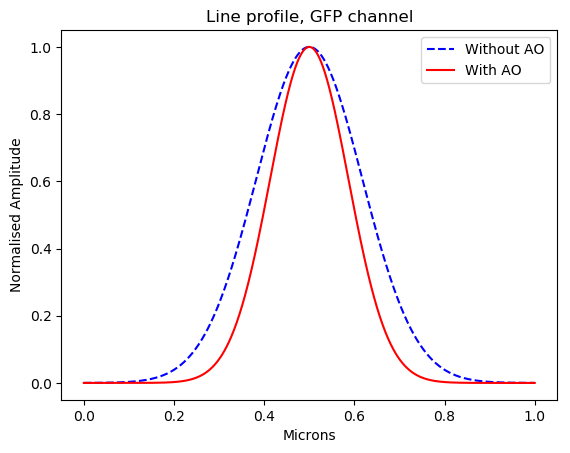 Line profile, GFP channel
Without AO
With AO
Normalised Amplitude
1.0
0.8
0.6
0.4
0.2
0.0
0.0 0.2 0.4 0.6 0.8 1.0
Microns